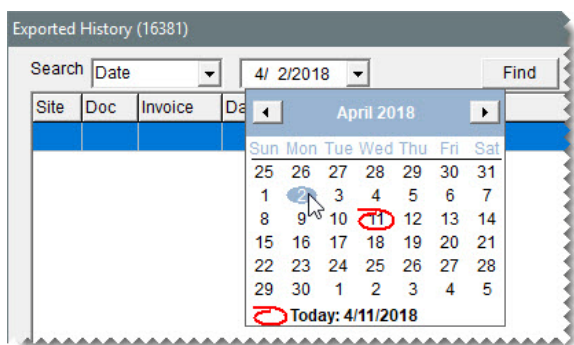 Exported History (16381)
Search Date 4/ 2/2018 Find
Site Doc Invoice Da
April 2018
Sun Mon Tue Wed Thu Fri Sat
25 26 27 28 29 30 31
1 2 3 4 5 6 7
8 9 10 11 12 13 14
15 16 17 18 19 20 21
22 23 24 25 26 27 28
29 30 1 2 3 4 5
Today: 4/11/2018